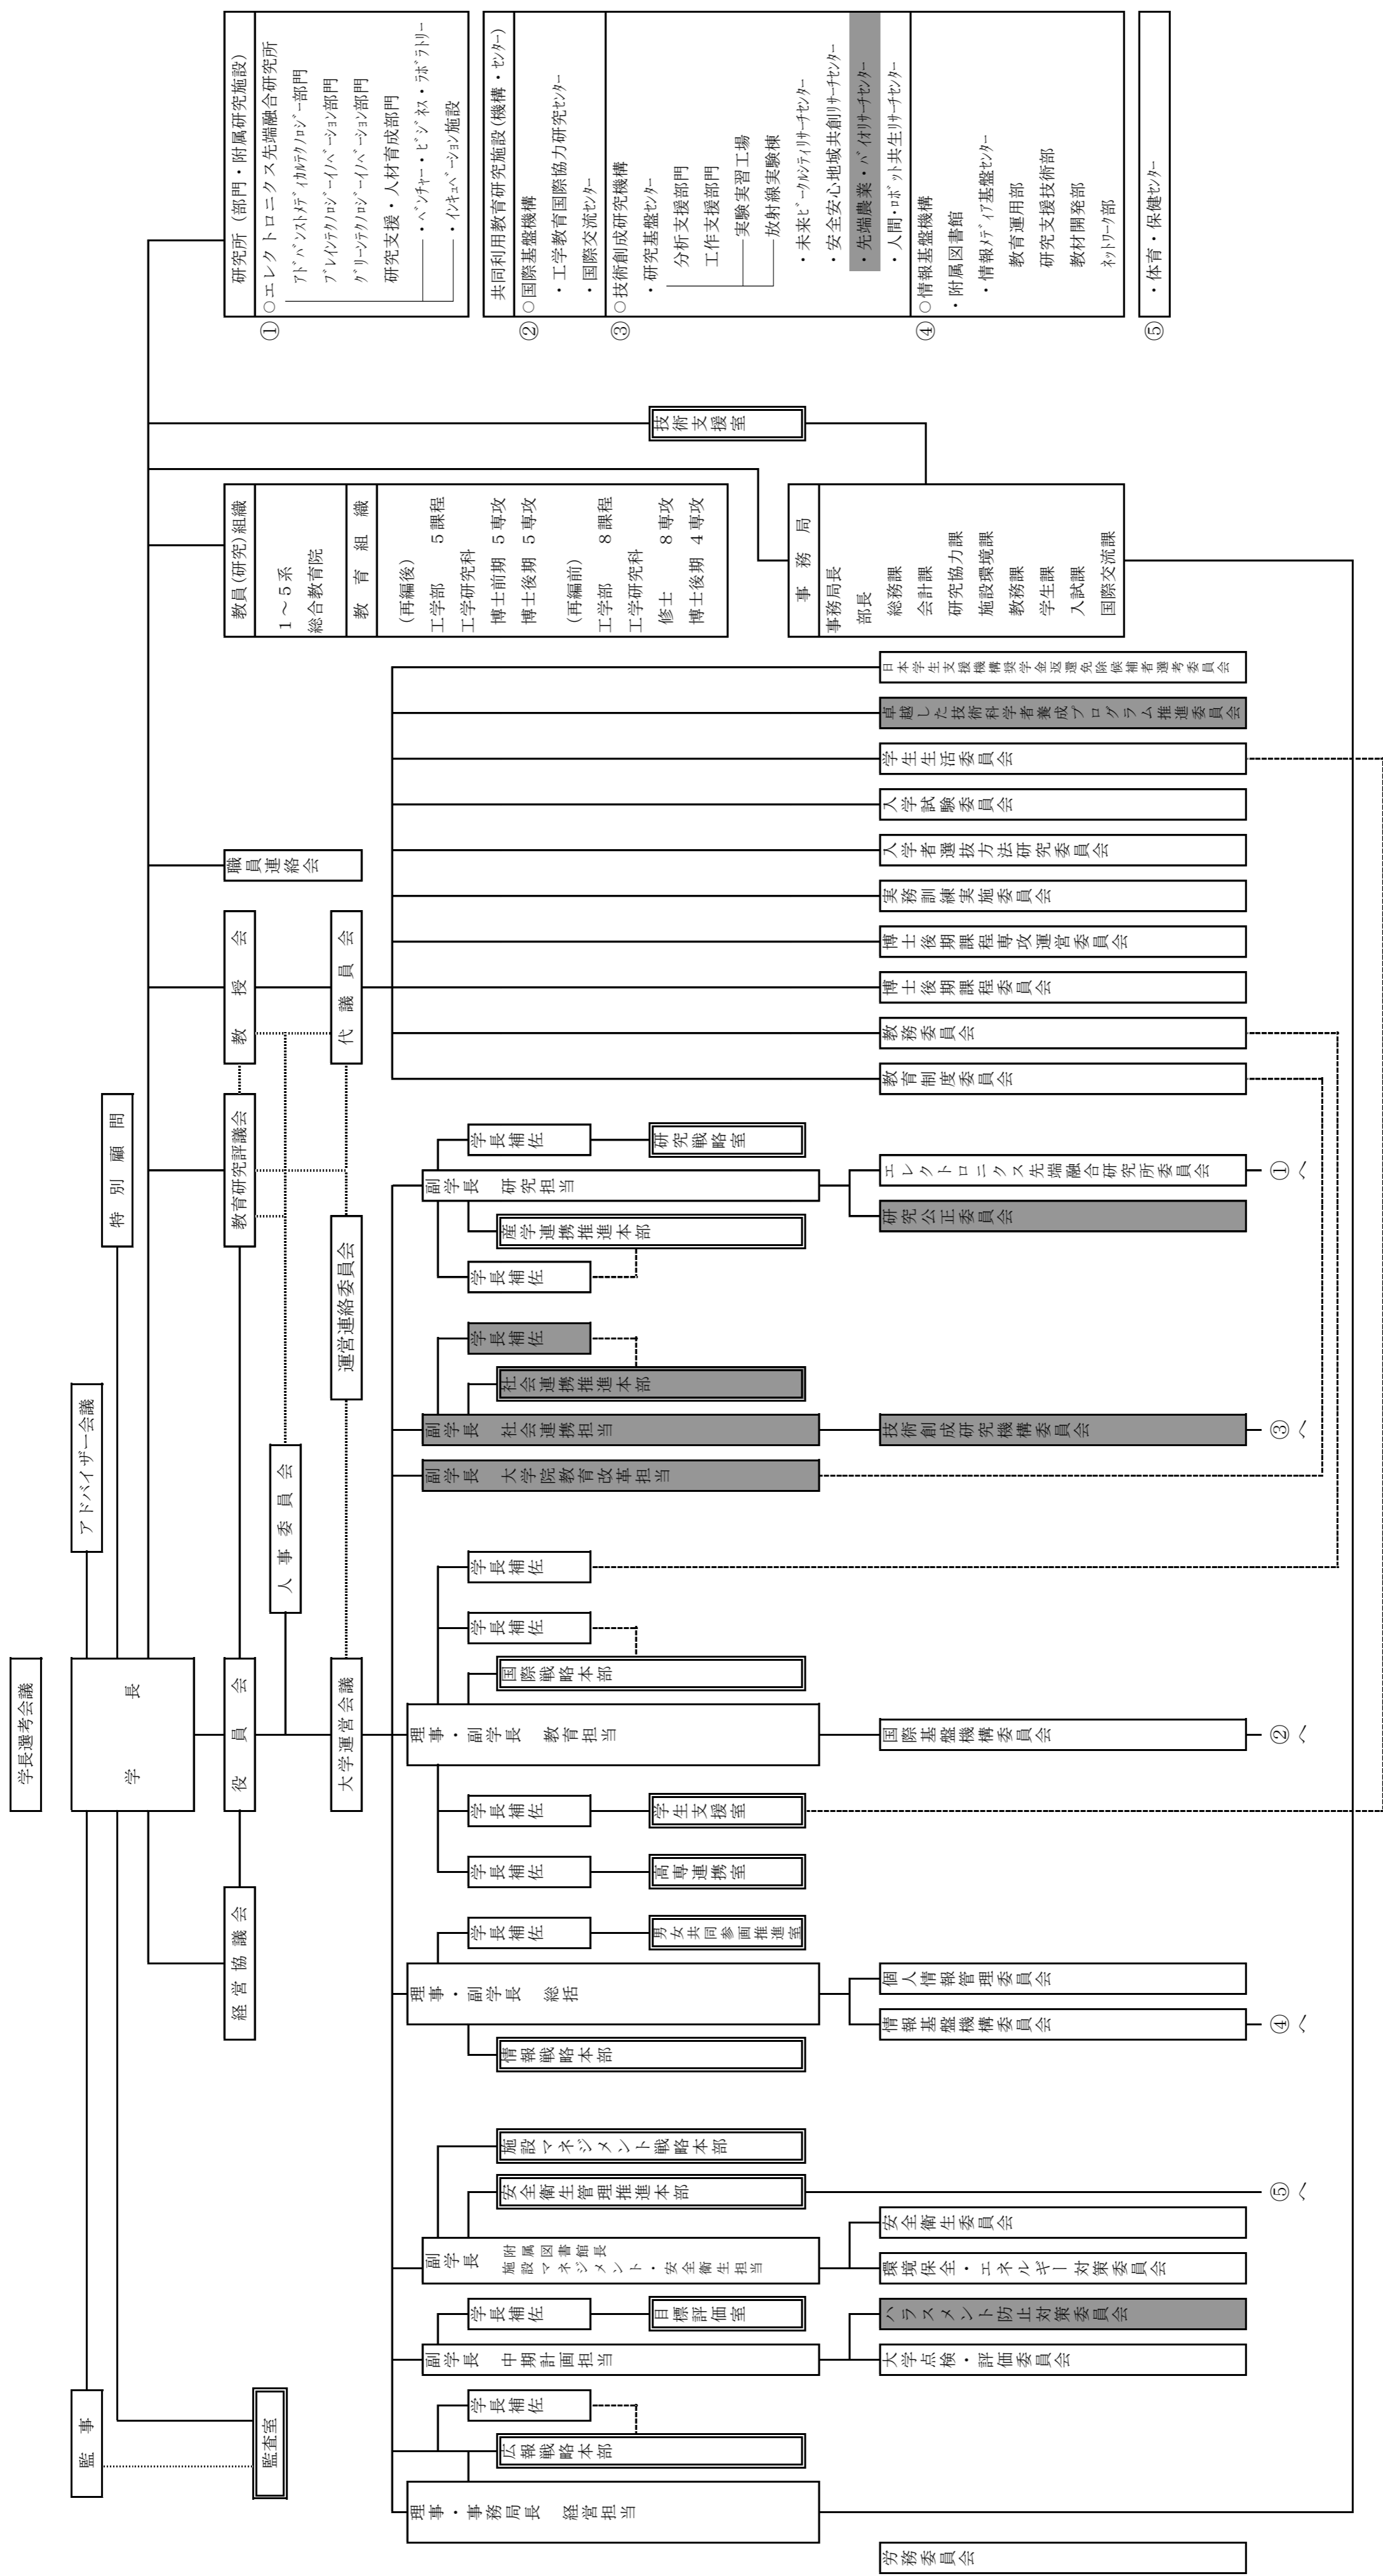 学長選考会議
学長
アドバイザー会議
特別顧問
監事
監査室
経営協議会
役員会
教育研究評議会
教授会
職員連絡会
人事委員会
大学運営会議
運営連絡委員会
代議員会
理事・事務局長 経営担当
広報戦略本部
学長補佐
副学長 中期計画担当
学長補佐
目標評価室
副学長 附属図書館長
施設マネジメント・安全衛生担当
安全衛生管理推進本部
施設マネジメント戦略本部
理事・副学長 総括
情報戦略本部
学長補佐
男女共同参画推進室
理事・副学長 教育担当
学長補佐
高専連携室
学長補佐
学生支援室
国際戦略本部
学長補佐
学長補佐
副学長 大学院教育改革担当
副学長 社会連携担当
社会連携推進本部
学長補佐
副学長 研究担当
学長補佐
産学連携推進本部
学長補佐
研究戦略室
労務委員会
大学点検・評価委員会
ハラスメント防止対策委員会
環境保全・エネルギー対策委員会
安全衛生委員会
⑤へ
情報基盤機構委員会
④へ
個人情報管理委員会
国際基盤機構委員会
②へ
技術創成研究機構委員会
③へ
研究公正委員会
エレクトロニクス先端融合研究所委員会
①へ
教育制度委員会
教務委員会
博士後期課程委員会
博士後期課程専攻運営委員会
実務訓練実施委員会
入学者選抜方法研究委員会
入学試験委員会
学生生活委員会
卓越した技術科学者養成プログラム推進委員会
日本学生支援機構奨学金返還免除候補者選考委員会
教員(研究)組織
1～5系
総合教育院
教育組織
(再編後)
工学部 5課程
工学研究科
博士前期 5専攻
博士後期 5専攻
(再編前)
工学部 8課程
工学研究科
修士 8専攻
博士後期 4専攻
事務局
事務局長
部長
総務課
会計課
研究協力課
施設環境課
教務課
学生課
入試課
国際交流課
技術支援室
研究所(部門・附属研究施設)
① ○エレクトロニクス先端融合研究所
アドバンストメディカルテクノロジー部門
ブレインテクノロジーイノベーション部門
グリーンテクノロジーイノベーション部門
研究支援・人材育成部門
・ベンチャー・ビジネス・ラボラトリー
・インキュベーション施設
共同利用教育研究施設(機構・センター)
② ○国際基盤機構
・工学教育国際協力研究センター
・国際交流センター
③ ○技術創成研究機構
・研究基盤センター
分析支援部門
工作支援部門
実験実習工場
放射線実験棟
・未来ビークルシティリサーチセンター
・安全安心地域共創リサーチセンター
・先端農業・バイオリサーチセンター
・人間・ロボット共生リサーチセンター
④ ○情報基盤機構
・附属図書館
・情報メディア基盤センター
教育運用部
研究支援技術部
教材開発部
ネットワーク部
⑤ ・体育・保健センター